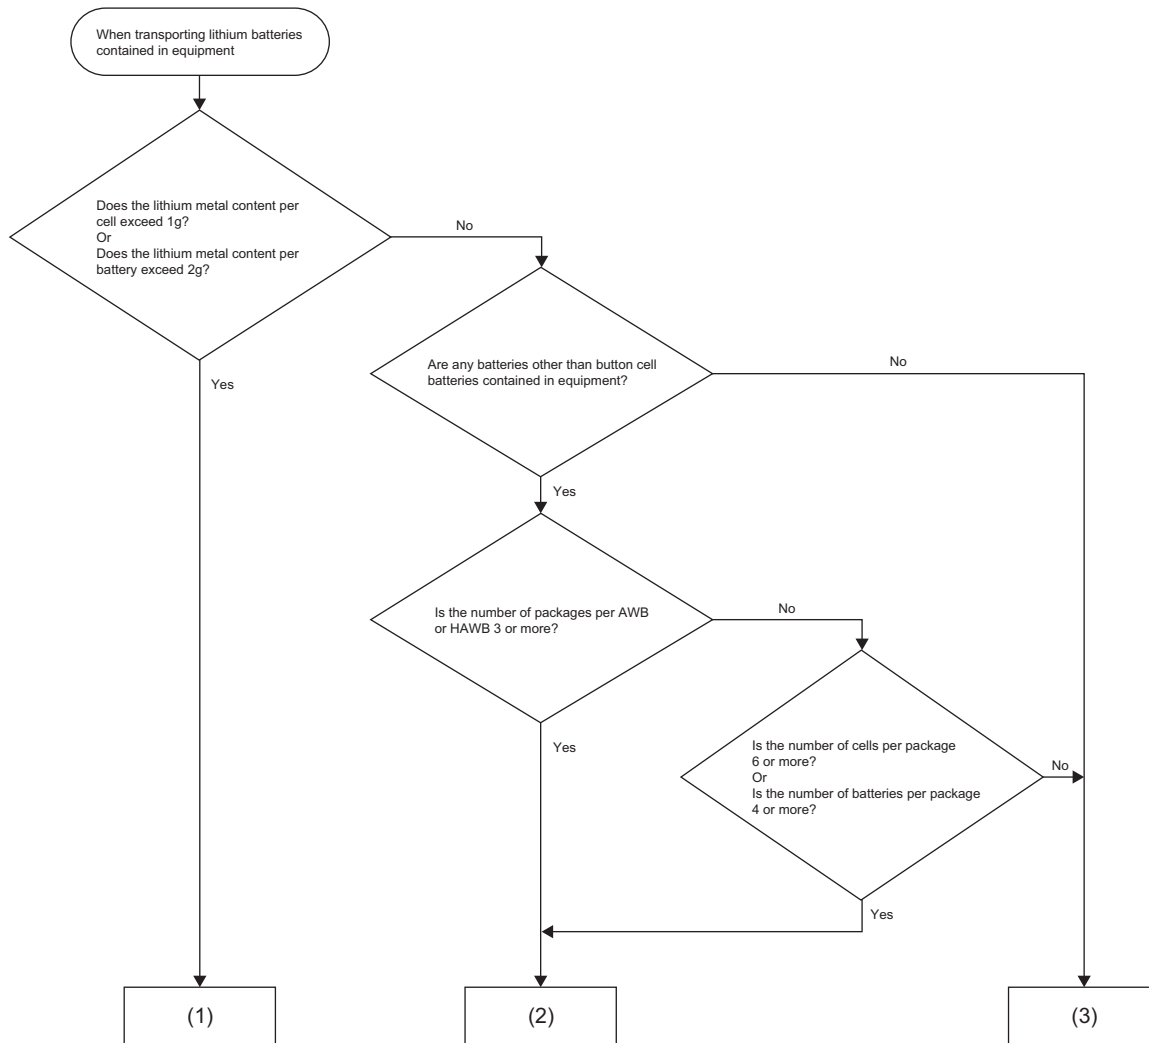 When transporting lithium batteries
contained in equipment
Does the lithium metal content per
cell exceed 1g?
Or
Does the lithium metal content per
battery exceed 2g?
No
Yes
Are any batteries other than button cell
batteries contained in equipment?
No
Yes
Is the number of packages per AWB
or HAWB 3 or more?
No
Yes
Is the number of cells per package
6 or more?
Or
Is the number of batteries per package
4 or more?
No
Yes
(1)
(2)
(3)